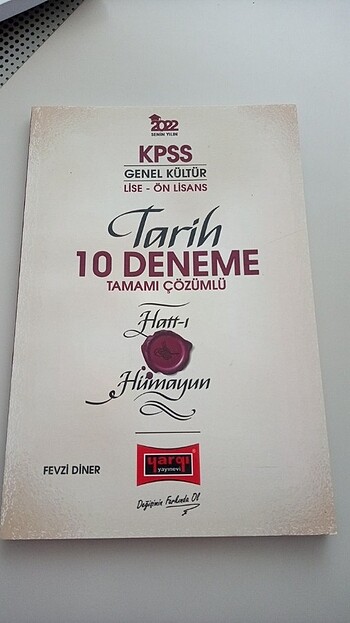 2022
SENİN YILIN
KPSS
GENEL KÜLTÜR
LİSE - ÖN LİSANS
Tarih
10 DENEME
TAMAMI ÇÖZÜMLÜ
Hatt-ı
Hümayun
yargı
yayınevi
FEVZİ DİNER
Değişimin Farkında Ol